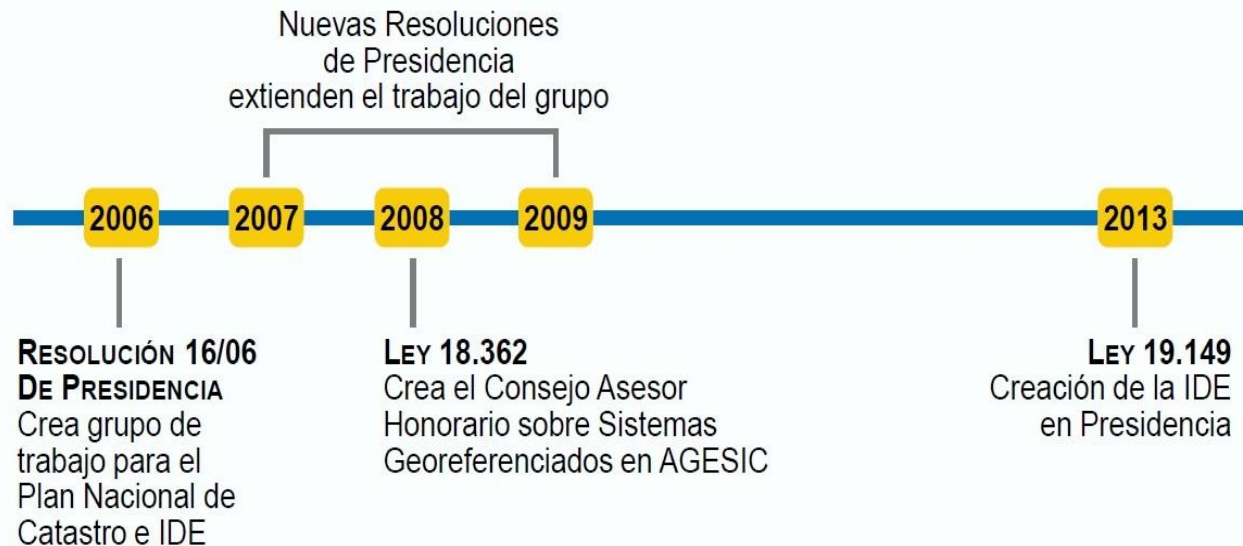 Nuevas Resoluciones
de Presidencia
extienden el trabajo del grupo
2006
2007
2008
2009
2013
RESOLUCIÓN 16/06
DE PRESIDENCIA
Crea grupo de
trabajo para el
Plan Nacional de
Catastro e IDE
LEY 18.362
Crea el Consejo Asesor
Honorario sobre Sistemas
Georeferenciados en AGESIC
LEY 19.149
Creación de la IDE
en Presidencia